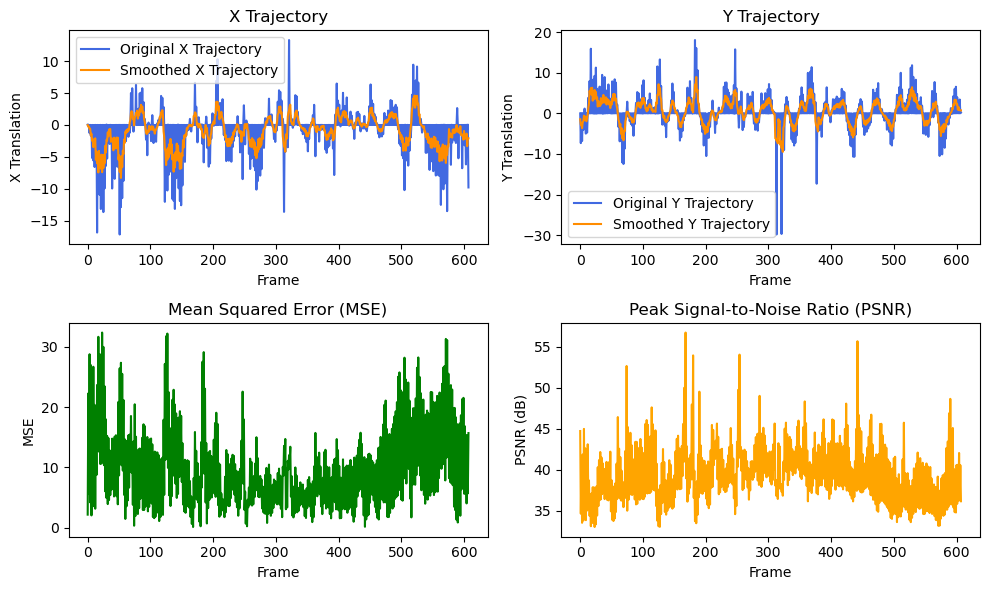 X Trajectory
10
5
0
−5
−10
−15
X Translation
Original X Trajectory
Smoothed X Trajectory
0 100 200 300 400 500 600
Frame
Y Trajectory
20
10
0
−10
−20
−30
Y Translation
Original Y Trajectory
Smoothed Y Trajectory
0 100 200 300 400 500 600
Frame
Mean Squared Error (MSE)
30
20
10
0
MSE
0 100 200 300 400 500 600
Frame
Peak Signal-to-Noise Ratio (PSNR)
55
50
45
40
35
PSNR (dB)
0 100 200 300 400 500 600
Frame